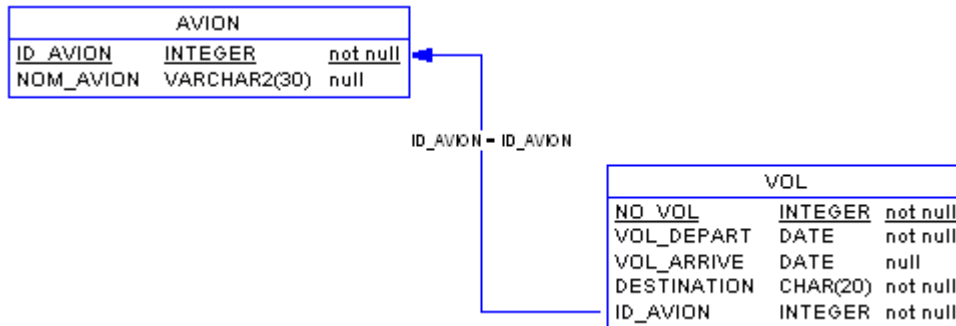 AVION
ID_AVION INTEGER not null
NOM_AVION VARCHAR2(30) null
ID_AVION = ID_AVION
VOL
NO_VOL INTEGER not null
VOL_DEPART DATE not null
VOL_ARRIVE DATE null
DESTINATION CHAR(20) not null
ID_AVION INTEGER not null